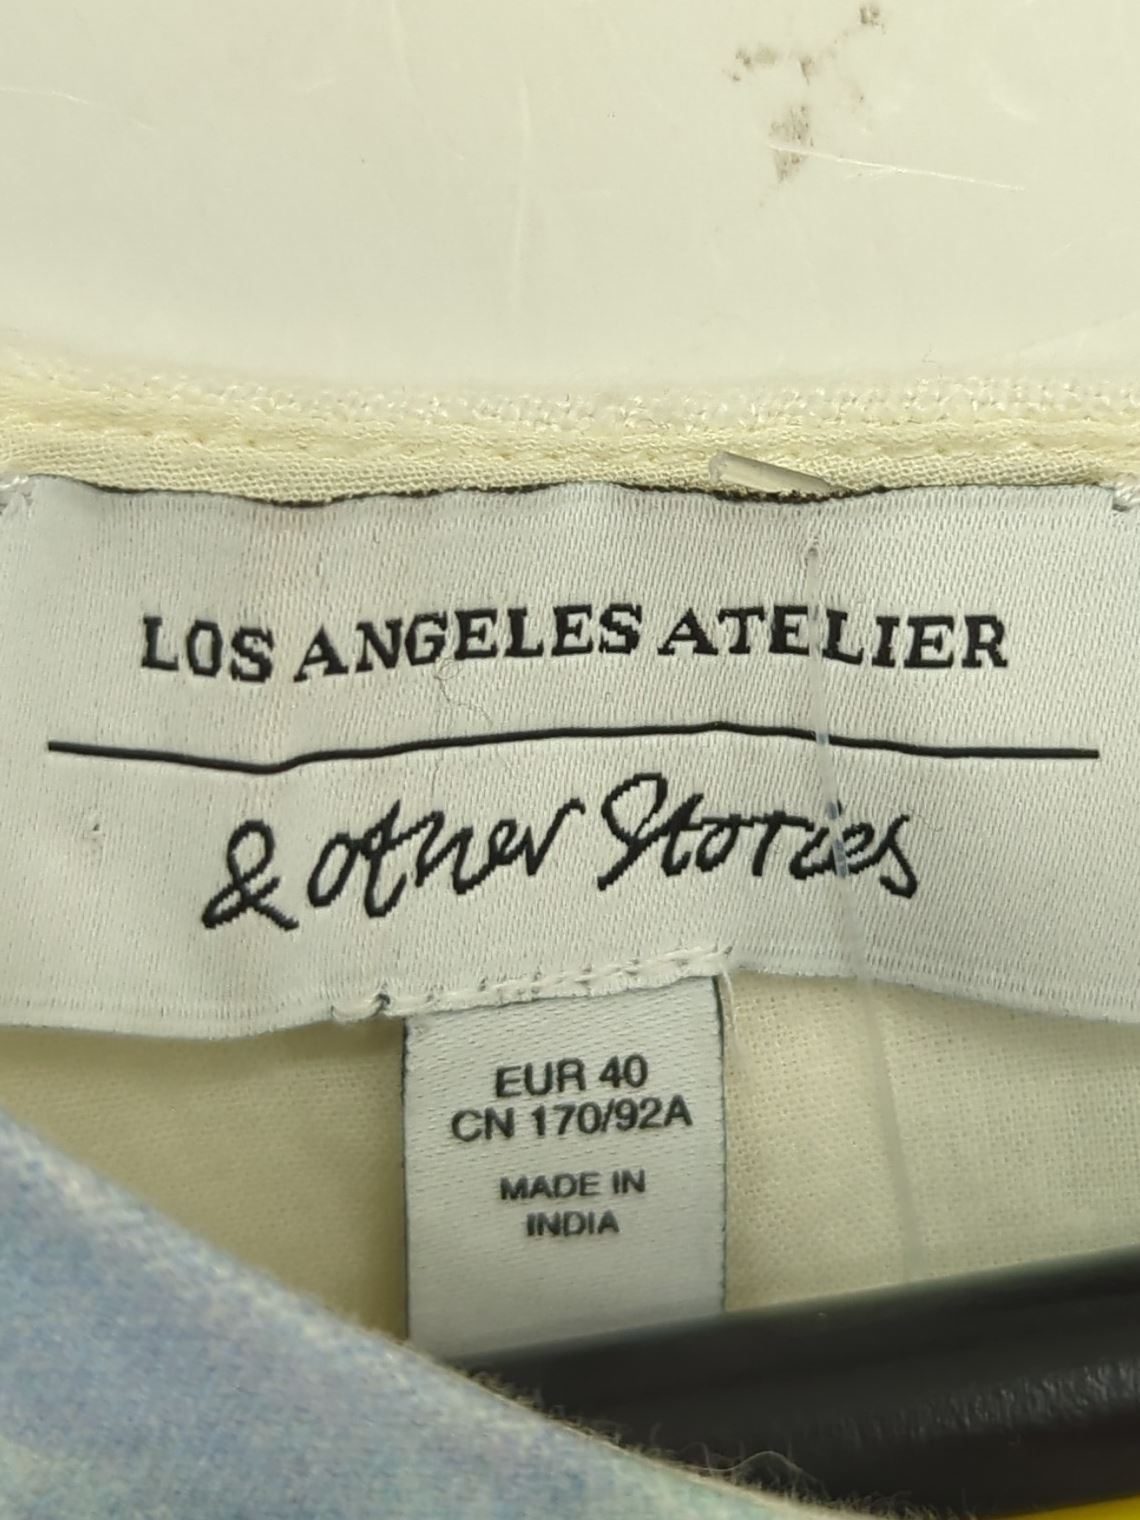 LOS ANGELES ATELIER
& other Stories
EUR 40
CN 170/92A
MADE IN
INDIA